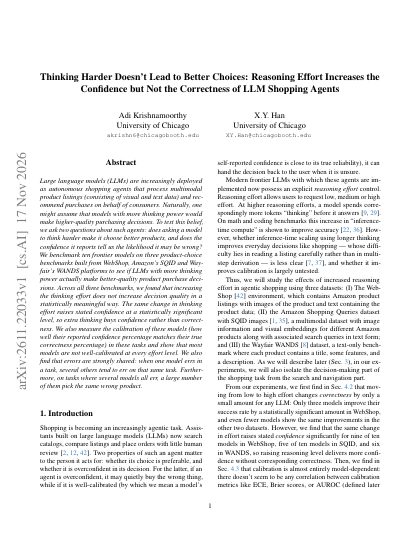 Thinking Harder Doesn't Lead to Better Choices: Reasoning Effort Increases the
Confidence but Not the Correctness of LLM Shopping Agents
Adi Krishnamoorthy
University of Chicago
akrishn6@chicagobooth.edu
X.Y. Han
University of Chicago
XY.Han@chicagobooth.edu
arXiv:2611.22033v1 [cs.AI] 17 Nov 2026
Abstract
Large language models (LLMs) are increasingly deployed
as autonomous shopping agents that process multimodal
product listings (consisting of visual and text data) and rec-
ommend purchases on behalf of consumers. Naturally, one
might assume that models with more thinking power would
make higher-quality purchasing decisions. To test this belief,
we ask two questions about such agents: does asking a model
to think harder make it choose better products, and does the
confidence it reports tell us the likelihood it may be wrong?
We benchmark ten frontier models on three product-choice
benchmarks built from WebShop, Amazon's SQID and Way-
fair's WANDS platforms to see if LLMs with more thinking
power actually make higher-quality purchase deci-
sions. Across all three benchmarks, we found that increasing
the thinking effort does not increase decision quality in a
statistically meaningful way. The same change in thinking
effort raises stated confidence at a statistically significant
level, so extra thinking buys confidence rather than correct-
ness. We also measure the calibration of these models (how
well their reported confidence percentage matches their true
correctness percentage) in these tasks and show that most
models are not well-calibrated at every effort level. We also
find that errors are strongly shared: when one model errs in
a task, several others tend to err on that same task. Further-
more, on tasks where several models all err, a large number
of them pick the same wrong product.
1. Introduction
Shopping is becoming an increasingly agentic task. Assis-
tants built on large language models (LLMs) now search
catalogs, compare listings and place orders with little human
review [2, 12, 42]. Two properties of such an agent matter
to the person it acts for: whether its choice is preferable, and
whether it is overconfident in its decision. For the latter, if an
agent is overconfident, it may quietly buy the wrong thing,
while if it is well-calibrated (by which we mean a model's
self-reported confidence is close to its true reliability), it can
hand the decision back to the user when it is unsure.
Modern frontier LLMs with which these agents are im-
plemented now possess an explicit reasoning effort control.
Reasoning effort allows users to request low, medium or high
effort. At higher reasoning efforts, a model spends corre-
spondingly more tokens "thinking" before it answers [9, 29].
On math and coding benchmarks this increase in "inference-
time compute" is shown to improve accuracy [22, 36]. How-
ever, whether inference-time scaling using longer thinking
improves everyday decisions like shopping — whose diffi-
culty lies in reading a listing carefully rather than in multi-
step derivation — is less clear [7, 37], and whether it im-
proves calibration is largely untested.
Thus, we will study the effects of increased reasoning
effort in agentic shopping using three datasets: (I) The Web-
Shop [42] environment, which contains Amazon product
listings with images of the product and text containing the
product data; (II) the Amazon Shopping Queries dataset
with SQID images [1, 35], a multimodal dataset with image
information and visual embeddings for different Amazon
products along with associated search queries in text form;
and (III) the Wayfair WANDS [8] dataset, a text-only bench-
mark where each product contains a title, some features, and
a description. As we will describe later (Sec. 3), in our ex-
periments, we will also isolate the decision-making part of
the shopping task from the search and navigation part.
From our experiments, we first find in Sec. 4.2 that mov-
ing from low to high effort changes correctness by only a
small amount for any LLM: Only three models improve their
success rate by a statistically significant amount in WebShop,
and even fewer show the same improvements in the
other two datasets. However, we find that the same change
in effort raises stated confidence significantly for nine of ten
models in WebShop, five of ten models in SQID, and six
in WANDS, so raising reasoning level delivers more confi-
dence without corresponding correctness. Then, we find in
Sec. 4.3 that calibration is almost entirely model-dependent:
there doesn't seem to be any correlation between calibration
metrics like ECE, Brier scores, or AUROC (defined later
1